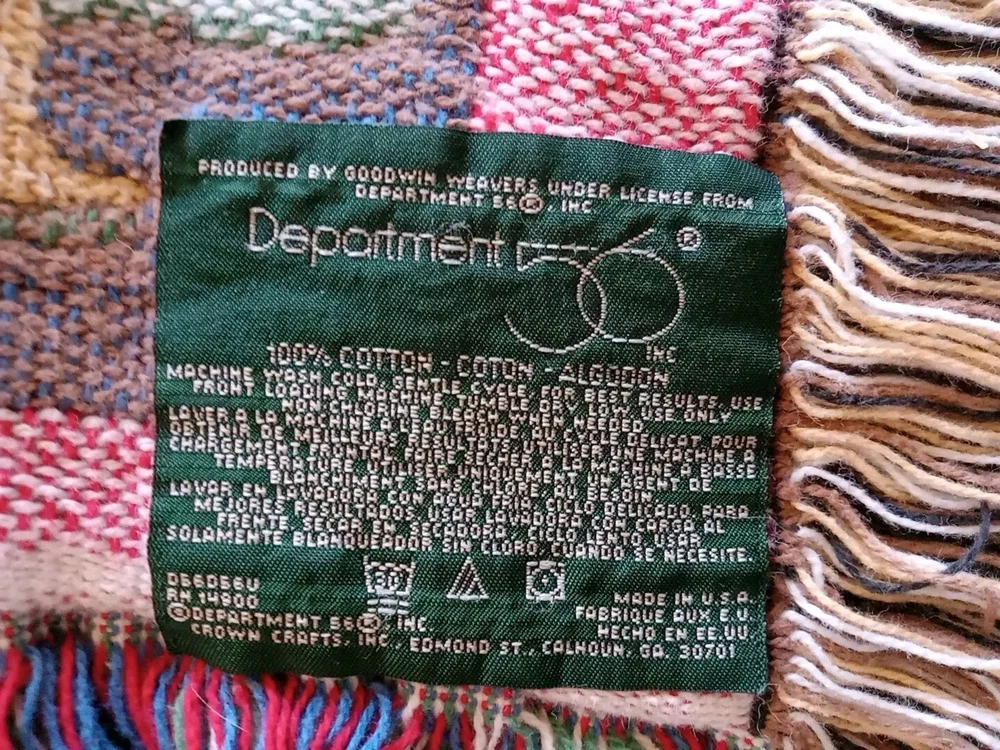 PRODUCED BY GOODWIN WEAVERS UNDER LICENSE FROM
DEPARTMENT 56® INC
Department 56®
INC
100% COTTON - COTON - ALGODON
MACHINE WASH COLD, GENTLE CYCLE FOR BEST RESULTS USE
FRONT LOADING MACHINE TUMBLE DRY LOW. USE ONLY
NON-CHLORINE BLEACH WHEN NEEDED.
LAVER A LA MACHINE A L'EAU FROIDE, AU CYCLE DELICAT POUR
OBTENIR DE MEILLEURS RESULTATS, UTILISER UNE MACHINE A
CHARGEMENT FRONTAL FAIRE SECHER A LA MACHINE A BASSE
TEMPERATURE. UTILISER UNIQUEMENT UN AGENT DE
BLANCHIMENT SANS CHLORE AU BESOIN.
LAVAR EN LAVADORA CON AGUA FRIA, CICLO DELICADO PARA
MEJORES RESULTADOS USAR LAVADORA CON CARGA AL
FRENTE SECAR EN SECADORA, CICLO LENTO USAR
SOLAMENTE BLANQUEADOR SIN CLORO CUANDO SE NECESITE.
30
D56D56U
RN 14900
©DEPARTMENT 56® INC
CROWN CRAFTS, INC., EDMOND ST., CALHOUN, GA. 30701
MADE IN U.S.A.
FABRIQUE AUX E.U.
HECHO EN EE.UU.